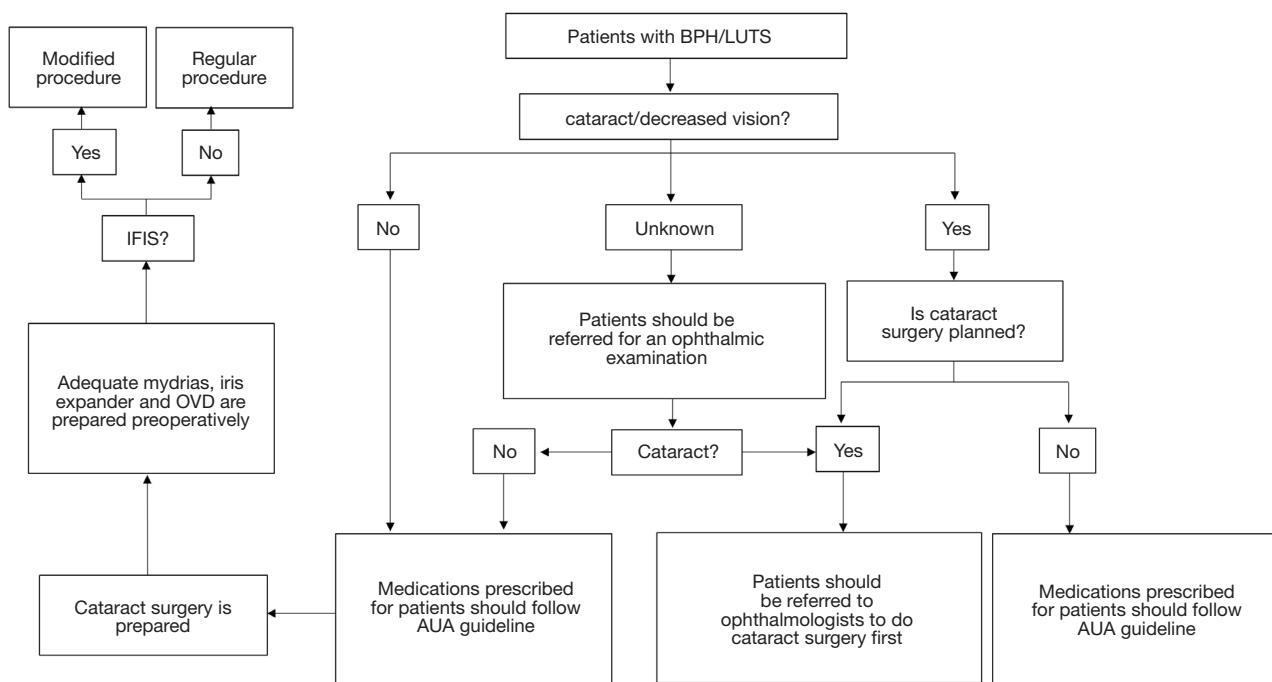 Patients with BPH/LUTS
cataract/decreased vision?
No
Unknown
Yes
Patients should be
referred for an ophthalmic
examination
Is cataract
surgery planned?
No
Cataract?
Yes
No
Medications prescribed
for patients should follow
AUA guideline
Patients should
be referred to
ophthalmologists to do
cataract surgery first
Medications prescribed
for patients should follow
AUA guideline
Cataract surgery is
prepared
Adequate mydrias, iris
expander and OVD are
prepared preoperatively
IFIS?
Yes
No
Modified
procedure
Regular
procedure